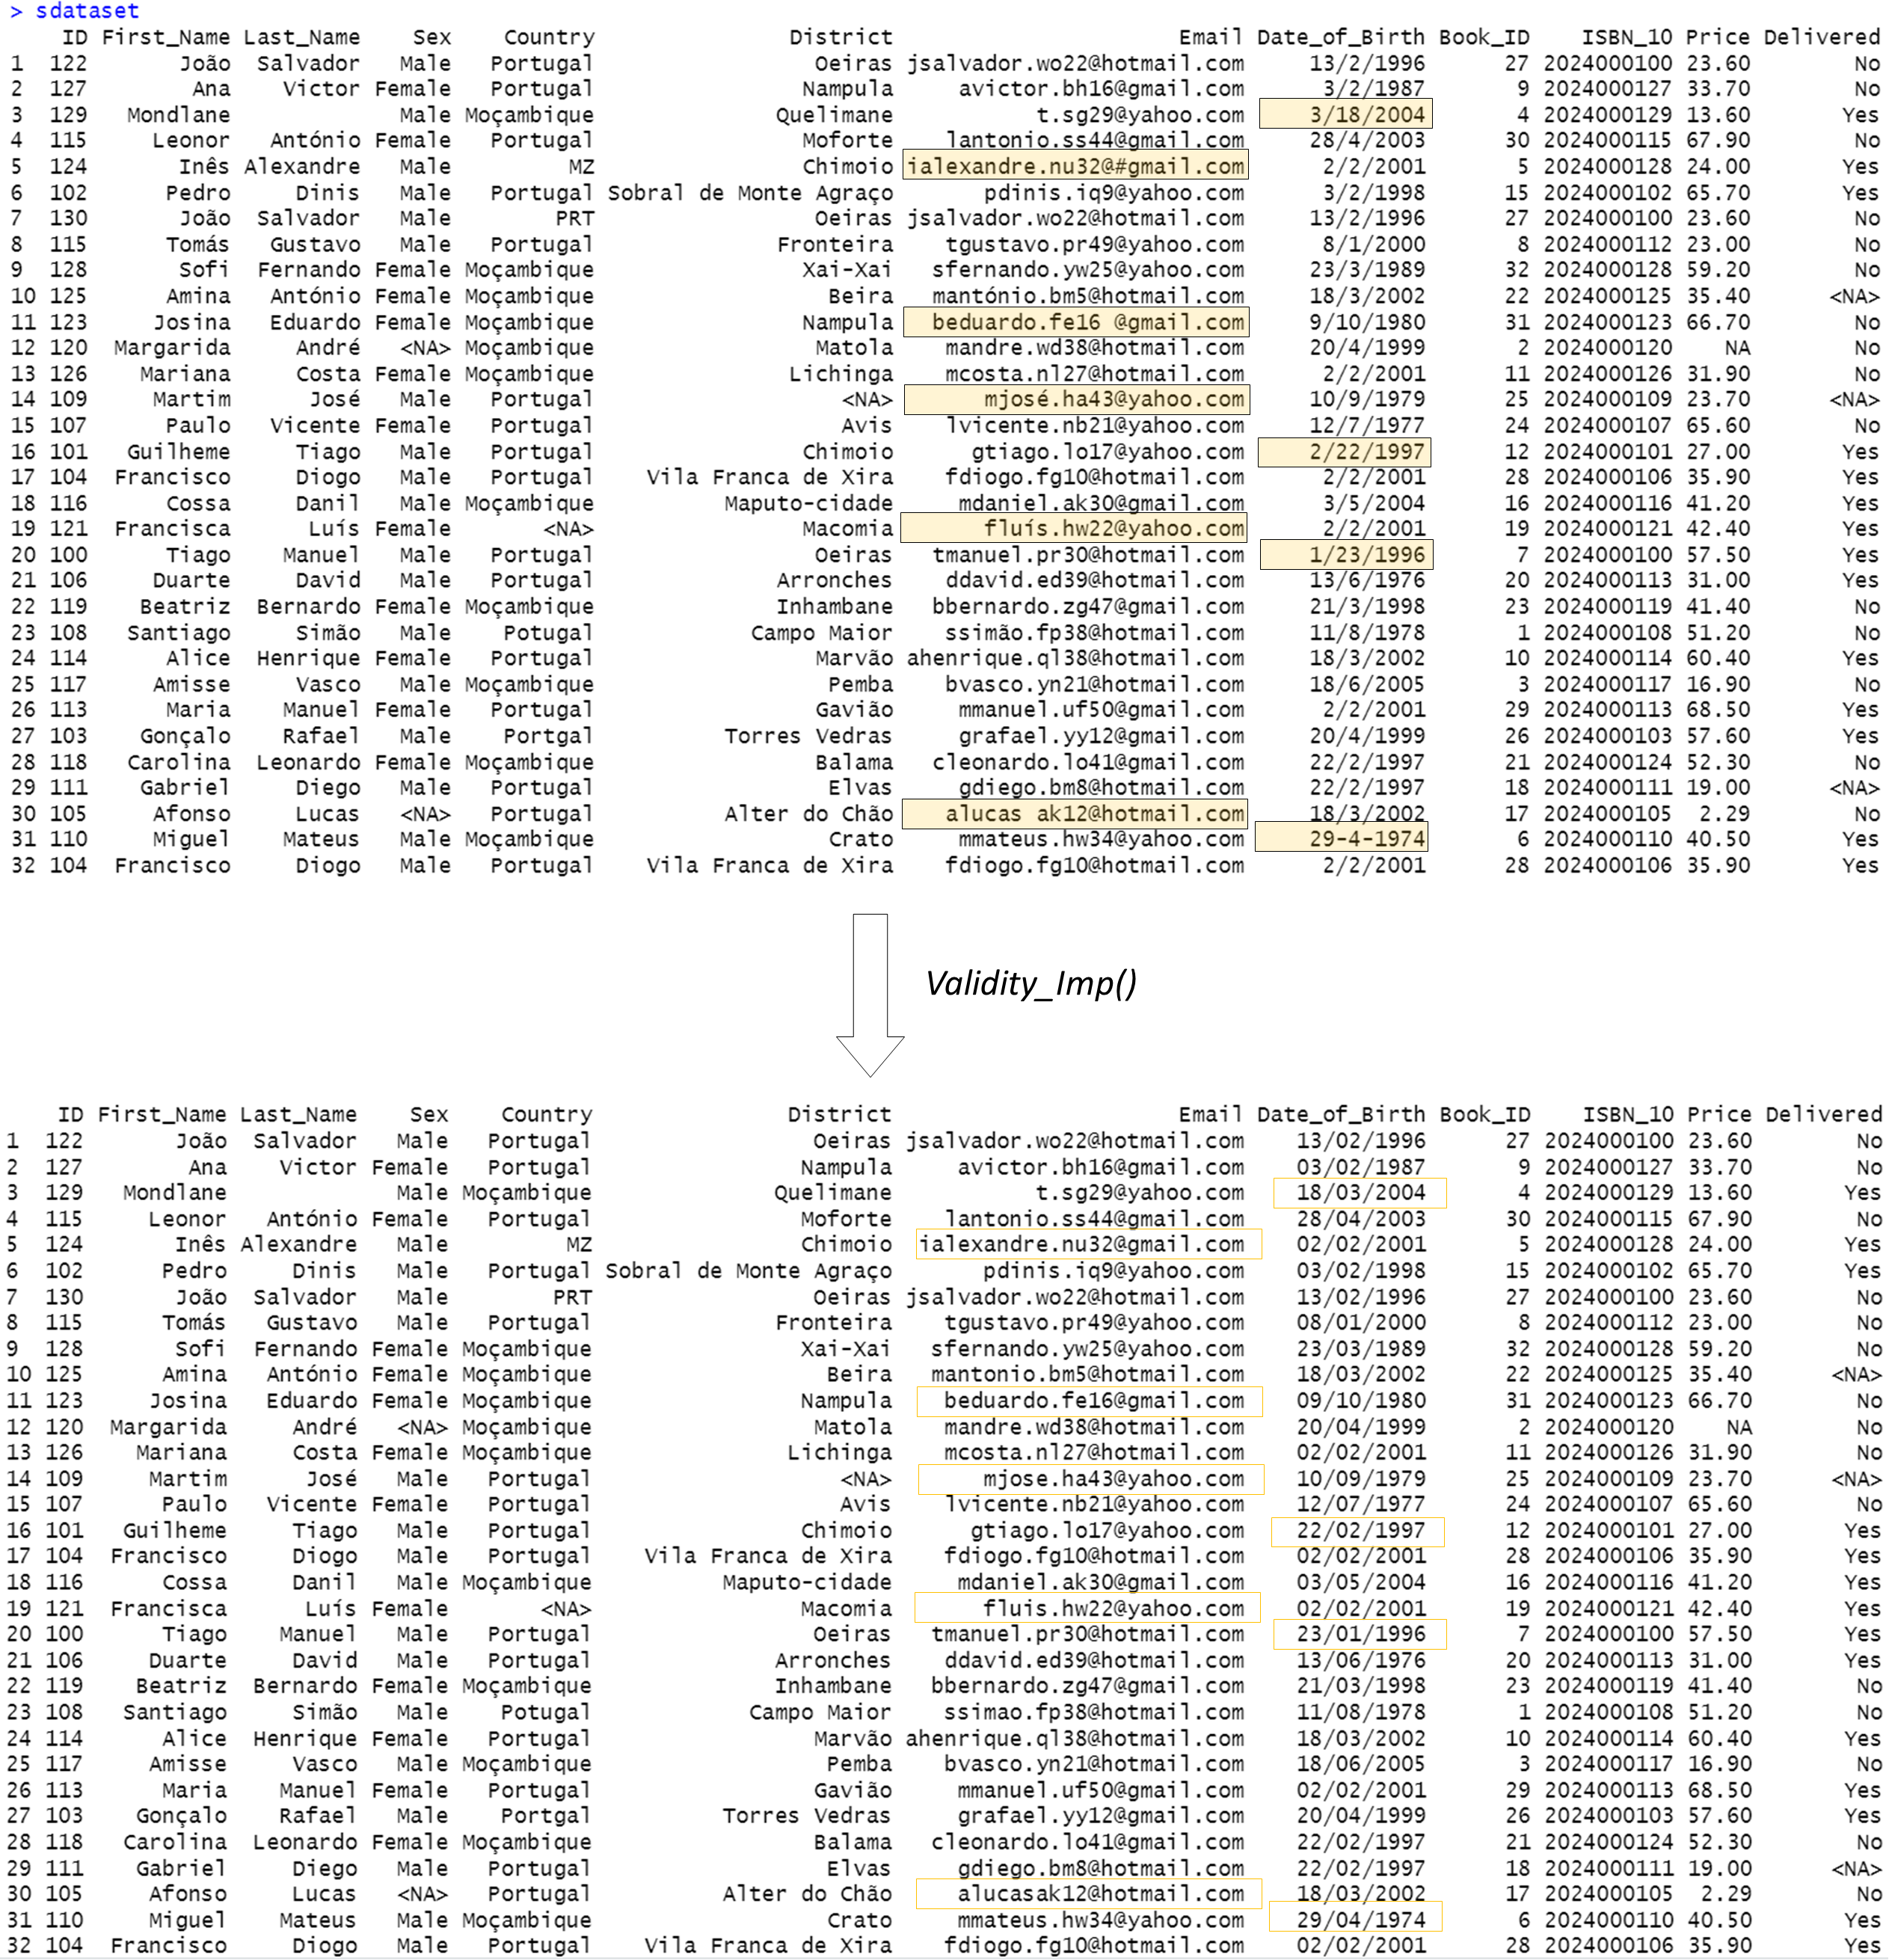 > sdataset
ID First_Name Last_Name Sex Country District Email Date_of_Birth Book_ID ISBN_10 Price Delivered
1 122 João Salvador Male Portugal Oeiras jsalvador.wo22@hotmail.com 13/2/1996 27 2024000100 23.60 No
2 127 Ana Victor Female Portugal Nampula avictor.bh16@gmail.com 3/2/1987 9 2024000127 33.70 No
3 129 Mondlane Male Moçambique Quelimane t.sg29@yahoo.com 3/18/2004 4 2024000129 13.60 Yes
4 115 Leonor António Female Portugal Moforte lantonio.ss44@gmail.com 28/4/2003 30 2024000115 67.90 No
5 124 Inês Alexandre Male MZ Chimoio ialexandre.nu32@#gmail.com 2/2/2001 5 2024000128 24.00 Yes
6 102 Pedro Dinis Male Portugal Sobral de Monte Agraço pdinis.iq9@yahoo.com 3/2/1998 15 2024000102 65.70 Yes
7 130 João Salvador Male PRT Oeiras jsalvador.wo22@hotmail.com 13/2/1996 27 2024000100 23.60 No
8 115 Tomás Gustavo Male Portugal Fronteira tgustavo.pr49@yahoo.com 8/1/2000 8 2024000112 23.00 No
9 128 Sofi Fernando Female Moçambique Xai-Xai sfernando.yw25@yahoo.com 23/3/1989 32 2024000128 59.20 No
10 125 Amina António Female Moçambique Beira mantónio.bm5@hotmail.com 18/3/2002 22 2024000125 35.40 <NA>
11 123 Josina Eduardo Female Moçambique Nampula beduardo.fe16 @gmail.com 9/10/1980 31 2024000123 66.70 No
12 120 Margarida André <NA> Moçambique Matola mandre.wd38@hotmail.com 20/4/1999 2 2024000120 NA No
13 126 Mariana Costa Female Moçambique Lichinga mcosta.nl27@hotmail.com 2/2/2001 11 2024000126 31.90 No
14 109 Martim José Male Portugal <NA> mjosé.ha43@yahoo.com 10/9/1979 25 2024000109 23.70 <NA>
15 107 Paulo Vicente Female Portugal Avis lvicente.nb21@yahoo.com 12/7/1977 24 2024000107 65.60 No
16 101 Guilheme Tiago Male Portugal Chimoio gtiago.lo17@yahoo.com 2/22/1997 12 2024000101 27.00 Yes
17 104 Francisco Diogo Male Portugal Vila Franca de Xira fdiogo.fg10@hotmail.com 2/2/2001 28 2024000106 35.90 Yes
18 116 Cossa Danil Male Moçambique Maputo-cidade mdaniel.ak30@gmail.com 3/5/2004 16 2024000116 41.20 Yes
19 121 Francisca Luís Female <NA> Macomia fluís.hw22@yahoo.com 2/2/2001 19 2024000121 42.40 Yes
20 100 Tiago Manuel Male Portugal Oeiras tmanuel.pr30@hotmail.com 1/23/1996 7 2024000100 57.50 Yes
21 106 Duarte David Male Portugal Arronches ddavid.ed39@hotmail.com 13/6/1976 20 2024000113 31.00 Yes
22 119 Beatriz Bernardo Female Moçambique Inhambane bbernardo.zg47@gmail.com 21/3/1998 23 2024000119 41.40 No
23 108 Santiago Simão Male Potugal Campo Maior ssimão.fp38@hotmail.com 11/8/1978 1 2024000108 51.20 No
24 114 Alice Henrique Female Portugal Marvão ahenrique.ql38@hotmail.com 18/3/2002 10 2024000114 60.40 Yes
25 117 Amisse Vasco Male Moçambique Pemba bvasco.yn21@hotmail.com 18/6/2005 3 2024000117 16.90 No
26 113 Maria Manuel Female Portugal Gavião mmanuel.uf50@gmail.com 2/2/2001 29 2024000113 68.50 Yes
27 103 Gonçalo Rafael Male Portgal Torres Vedras grafael.yy12@gmail.com 20/4/1999 26 2024000103 57.60 Yes
28 118 Carolina Leonardo Female Moçambique Balama cleonardo.lo41@gmail.com 22/2/1997 21 2024000124 52.30 No
29 111 Gabriel Diego Male Portugal Elvas gdiego.bm8@hotmail.com 22/2/1997 18 2024000111 19.00 <NA>
30 105 Afonso Lucas <NA> Portugal Alter do Chão alucas ak12@hotmail.com 18/3/2002 17 2024000105 2.29 No
31 110 Miguel Mateus Male Moçambique Crato mmateus.hw34@yahoo.com 29-4-1974 6 2024000110 40.50 Yes
32 104 Francisco Diogo Male Portugal Vila Franca de Xira fdiogo.fg10@hotmail.com 2/2/2001 28 2024000106 35.90 Yes
Validity_Imp()
ID First_Name Last_Name Sex Country District Email Date_of_Birth Book_ID ISBN_10 Price Delivered
1 122 João Salvador Male Portugal Oeiras jsalvador.wo22@hotmail.com 13/02/1996 27 2024000100 23.60 No
2 127 Ana Victor Female Portugal Nampula avictor.bh16@gmail.com 03/02/1987 9 2024000127 33.70 No
3 129 Mondlane Male Moçambique Quelimane t.sg29@yahoo.com 18/03/2004 4 2024000129 13.60 Yes
4 115 Leonor António Female Portugal Moforte lantonio.ss44@gmail.com 28/04/2003 30 2024000115 67.90 No
5 124 Inês Alexandre Male MZ Chimoio ialexandre.nu32@gmail.com 02/02/2001 5 2024000128 24.00 Yes
6 102 Pedro Dinis Male Portugal Sobral de Monte Agraço pdinis.iq9@yahoo.com 03/02/1998 15 2024000102 65.70 Yes
7 130 João Salvador Male PRT Oeiras jsalvador.wo22@hotmail.com 13/02/1996 27 2024000100 23.60 No
8 115 Tomás Gustavo Male Portugal Fronteira tgustavo.pr49@yahoo.com 08/01/2000 8 2024000112 23.00 No
9 128 Sofi Fernando Female Moçambique Xai-Xai sfernando.yw25@yahoo.com 23/03/1989 32 2024000128 59.20 No
10 125 Amina António Female Moçambique Beira mantonio.bm5@hotmail.com 18/03/2002 22 2024000125 35.40 <NA>
11 123 Josina Eduardo Female Moçambique Nampula beduardo.fe16@gmail.com 09/10/1980 31 2024000123 66.70 No
12 120 Margarida André <NA> Moçambique Matola mandre.wd38@hotmail.com 20/04/1999 2 2024000120 NA No
13 126 Mariana Costa Female Moçambique Lichinga mcosta.nl27@hotmail.com 02/02/2001 11 2024000126 31.90 No
14 109 Martim José Male Portugal <NA> mjose.ha43@yahoo.com 10/09/1979 25 2024000109 23.70 <NA>
15 107 Paulo Vicente Female Portugal Avis lvicente.nb21@yahoo.com 12/07/1977 24 2024000107 65.60 No
16 101 Guilheme Tiago Male Portugal Chimoio gtiago.lo17@yahoo.com 22/02/1997 12 2024000101 27.00 Yes
17 104 Francisco Diogo Male Portugal Vila Franca de Xira fdiogo.fg10@hotmail.com 02/02/2001 28 2024000106 35.90 Yes
18 116 Cossa Danil Male Moçambique Maputo-cidade mdaniel.ak30@gmail.com 03/05/2004 16 2024000116 41.20 Yes
19 121 Francisca Luís Female <NA> Macomia fluis.hw22@yahoo.com 02/02/2001 19 2024000121 42.40 Yes
20 100 Tiago Manuel Male Portugal Oeiras tmanuel.pr30@hotmail.com 23/01/1996 7 2024000100 57.50 Yes
21 106 Duarte David Male Portugal Arronches ddavid.ed39@hotmail.com 13/06/1976 20 2024000113 31.00 Yes
22 119 Beatriz Bernardo Female Moçambique Inhambane bbernardo.zg47@gmail.com 21/03/1998 23 2024000119 41.40 No
23 108 Santiago Simão Male Potugal Campo Maior ssimao.fp38@hotmail.com 11/08/1978 1 2024000108 51.20 No
24 114 Alice Henrique Female Portugal Marvão ahenrique.ql38@hotmail.com 18/03/2002 10 2024000114 60.40 Yes
25 117 Amisse Vasco Male Moçambique Pemba bvasco.yn21@hotmail.com 18/06/2005 3 2024000117 16.90 No
26 113 Maria Manuel Female Portugal Gavião mmanuel.uf50@gmail.com 02/02/2001 29 2024000113 68.50 Yes
27 103 Gonçalo Rafael Male Portgal Torres Vedras grafael.yy12@gmail.com 20/04/1999 26 2024000103 57.60 Yes
28 118 Carolina Leonardo Female Moçambique Balama cleonardo.lo41@gmail.com 22/02/1997 21 2024000124 52.30 No
29 111 Gabriel Diego Male Portugal Elvas gdiego.bm8@hotmail.com 22/02/1997 18 2024000111 19.00 <NA>
30 105 Afonso Lucas <NA> Portugal Alter do Chão alucasak12@hotmail.com 18/03/2002 17 2024000105 2.29 No
31 110 Miguel Mateus Male Moçambique Crato mmateus.hw34@yahoo.com 29/04/1974 6 2024000110 40.50 Yes
32 104 Francisco Diogo Male Portugal Vila Franca de Xira fdiogo.fg10@hotmail.com 02/02/2001 28 2024000106 35.90 Yes